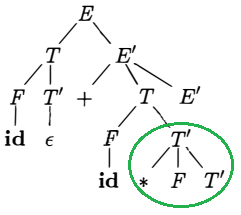 E
T E′
F T′ + T E′
id ϵ F T′
id * F T′